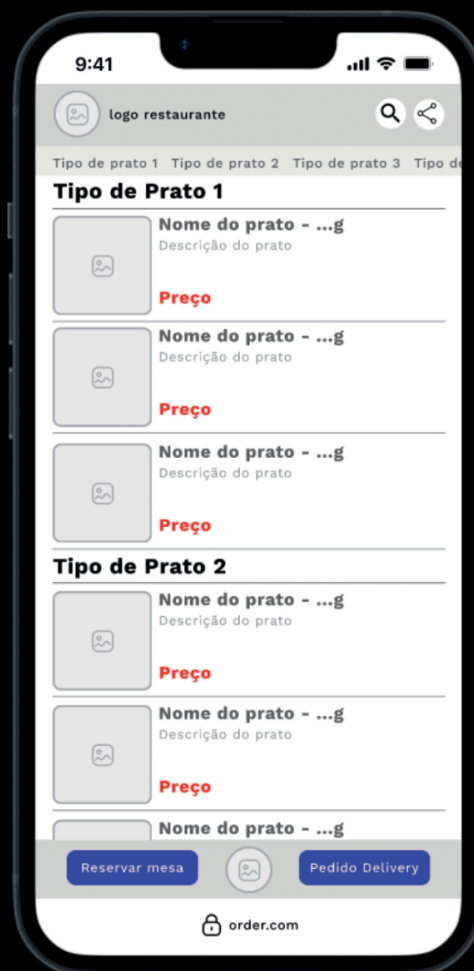 9:41
logo restaurante
Tipo de prato 1 Tipo de prato 2 Tipo de prato 3 Tipo de
Tipo de Prato 1
Nome do prato - ...g
Descrição do prato
Preço
Nome do prato - ...g
Descrição do prato
Preço
Nome do prato - ...g
Descrição do prato
Preço
Tipo de Prato 2
Nome do prato - ...g
Descrição do prato
Preço
Nome do prato - ...g
Descrição do prato
Preço
Nome do prato - ...g
Reservar mesa
Pedido Delivery
order.com